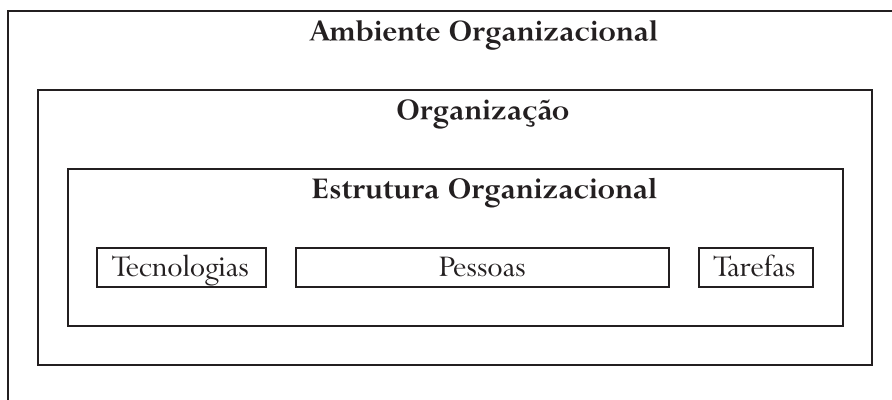 Ambiente Organizacional
Organização
Estrutura Organizacional
Tecnologias Pessoas Tarefas